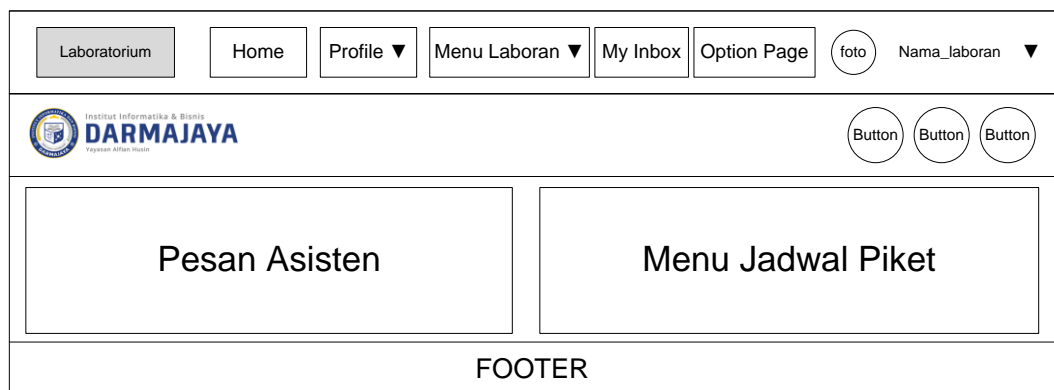 Laboratorium Home Profile ▼ Menu Laboran ▼ My Inbox Option Page foto Nama_laboran ▼
Institut Informatika & Bisnis
DARMAJAYA
Yayasan Alfian Husin
Button Button Button
Pesan Asisten Menu Jadwal Piket
FOOTER